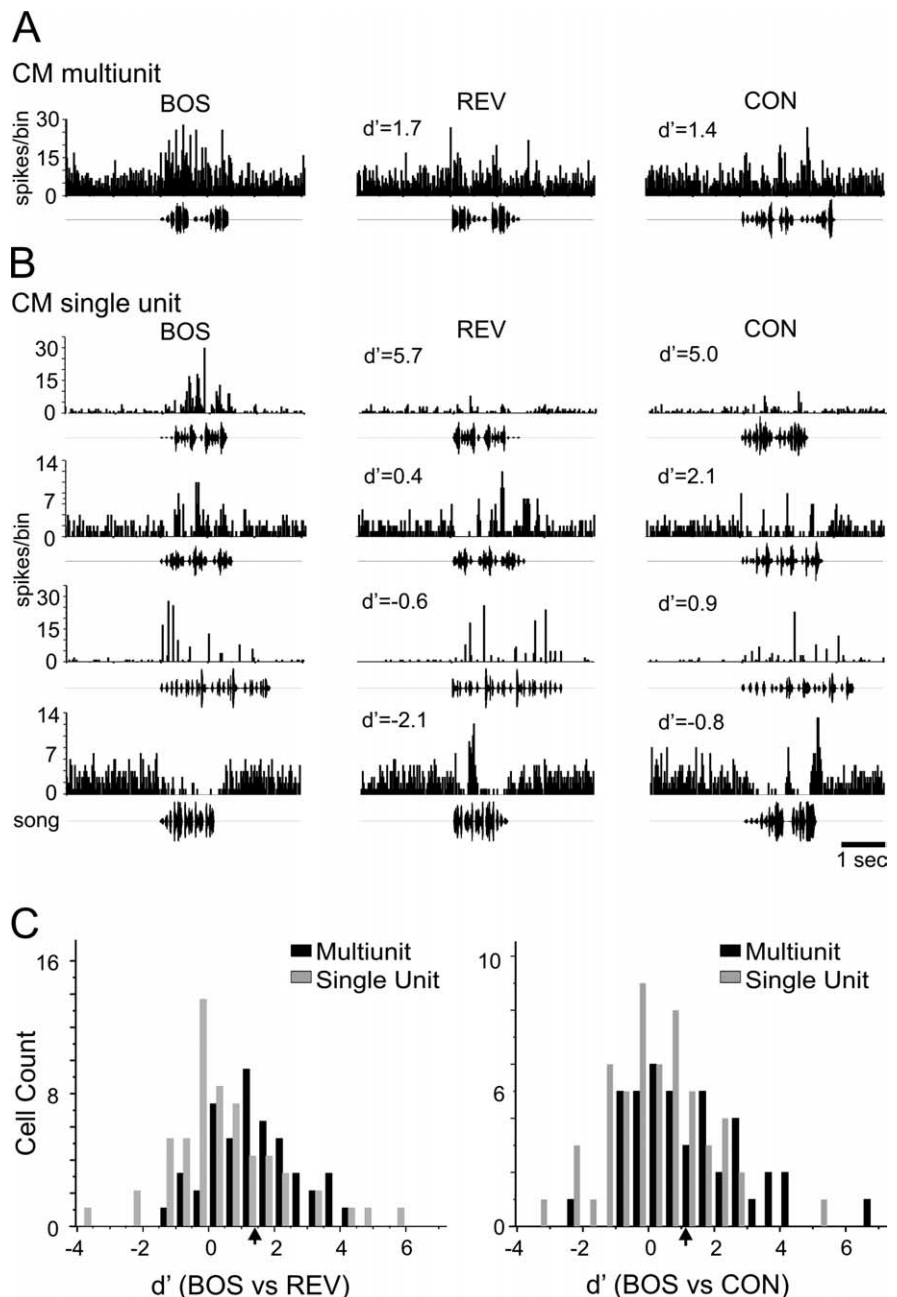 A
CM multiunit
BOS REV CON
d'=1.7 d'=1.4
spikes/bin
30
15
0
B
CM single unit
BOS REV CON
30
15
0
d'=5.7 d'=5.0
14
7
0
d'=0.4 d'=2.1
spikes/bin
30
15
0
d'=-0.6 d'=0.9
14
7
0
d'=-2.1 d'=-0.8
song
1 sec
C
16
8
0
Cell Count
Multiunit
Single Unit
-4 -2 0 2 4 6
d' (BOS vs REV)
10
6
0
Multiunit
Single Unit
-4 -2 0 2 4 6
d' (BOS vs CON)